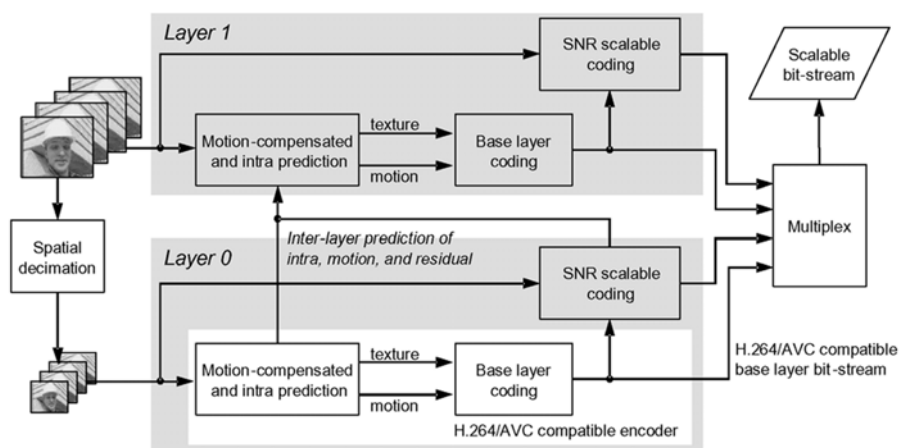 Layer 1
SNR scalable
coding
Scalable
bit-stream
Motion-compensated
and intra prediction
texture
motion
Base layer
coding
Spatial
decimation
Multiplex
Inter-layer prediction of
intra, motion, and residual
Layer 0
SNR scalable
coding
Motion-compensated
and intra prediction
texture
motion
Base layer
coding
H.264/AVC compatible
base layer bit-stream
H.264/AVC compatible encoder